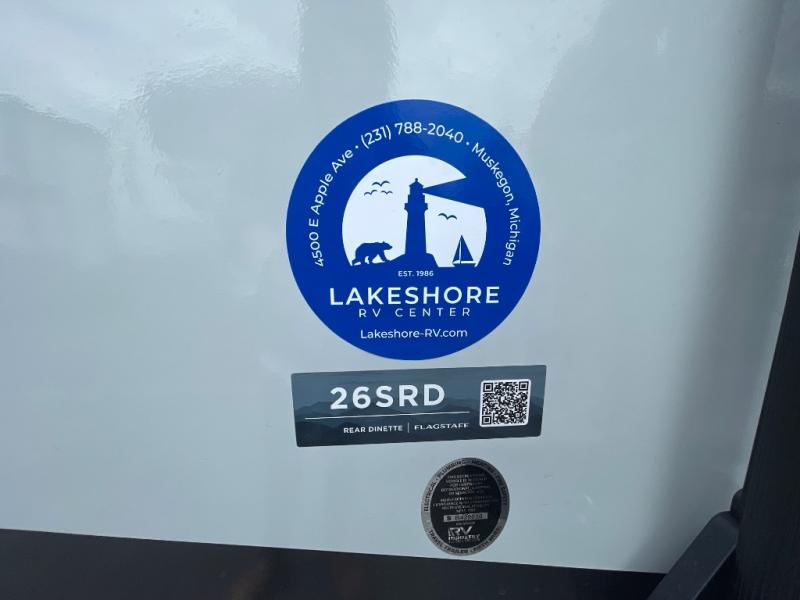 4500 E Apple Ave • (231) 788-2040 • Muskegon, Michigan
EST. 1986
LAKESHORE
RV CENTER
Lakeshore-RV.com
26SRD
REAR DINETTE | FLAGSTAFF
RV